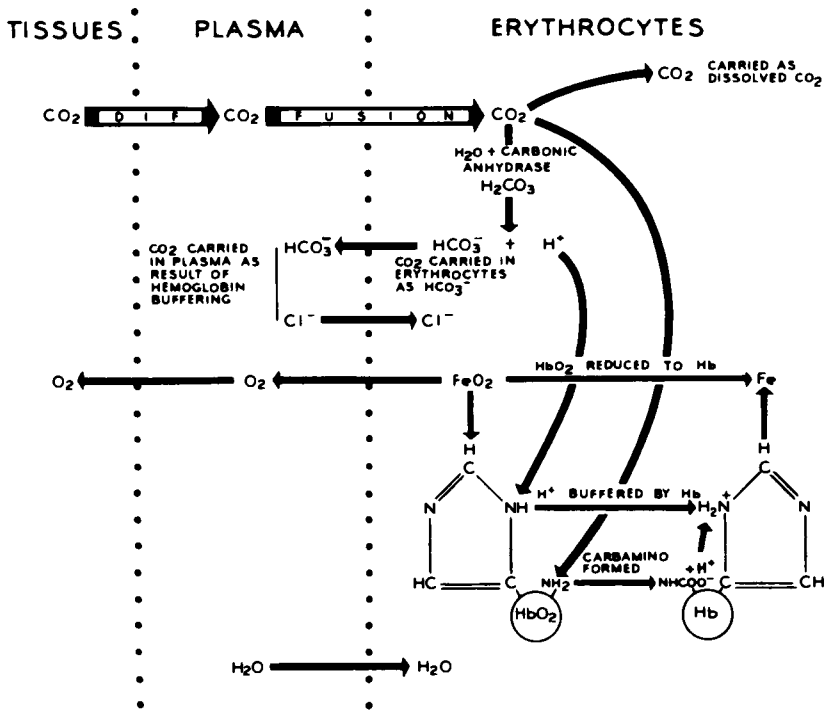 TISSUES PLASMA ERYTHROCYTES
CO2 CARRIED AS
DISSOLVED CO2
CO2 DIF CO2 FUSION CO2
H2O + CARBONIC
ANHYDRASE
H2CO3
CO2 CARRIED
IN PLASMA AS
RESULT OF
HEMOGLOBIN
BUFFERING
HCO3⁻ HCO3⁻ + H⁺
CO2 CARRIED IN
ERYTHROCYTES
AS HCO3⁻
Cl⁻ Cl⁻
HbO2 REDUCED TO Hb
O2 O2 FeO2 Fe
H H
C C
N NH H⁺ BUFFERED BY Hb H2N⁺ N
CARBAMINO
FORMED
+H⁺
HC C NH2 NHCOO⁻ C CH
HbO2 Hb
H2O H2O